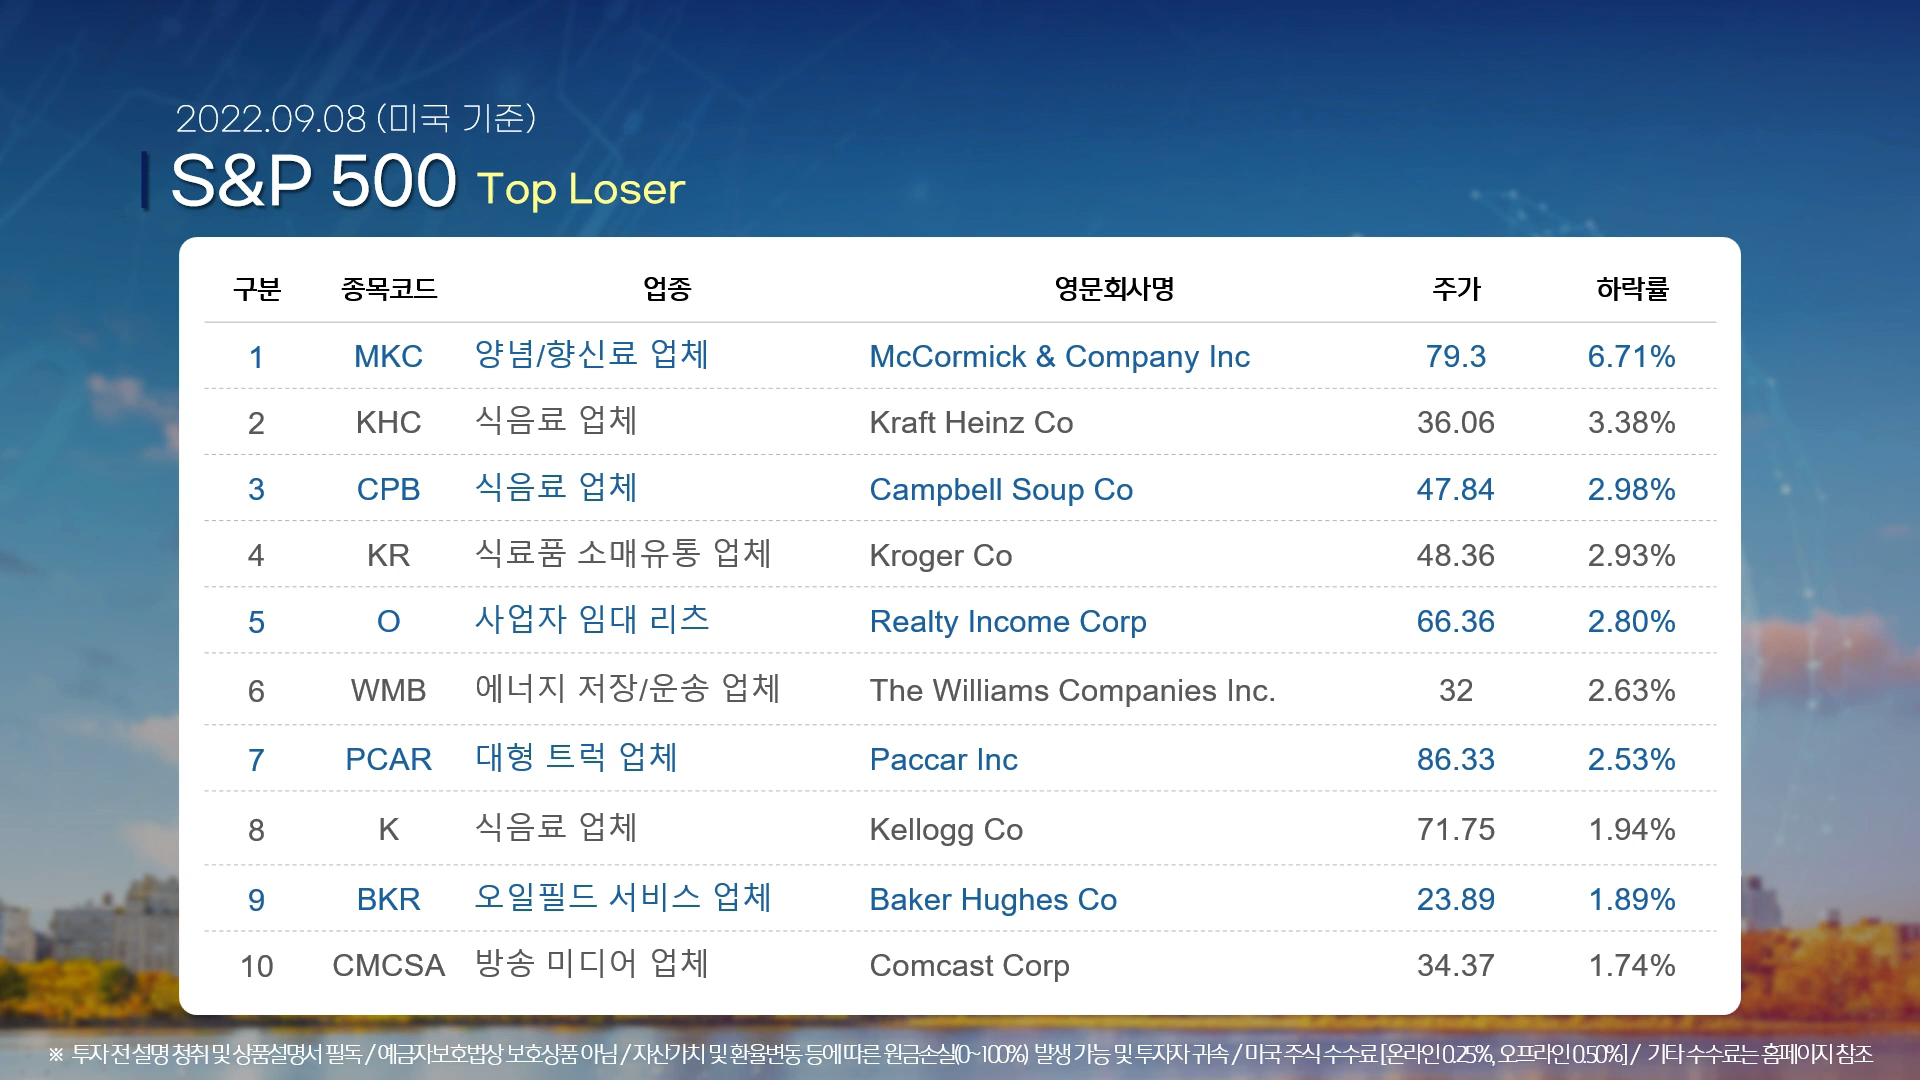 2022.09.08 (미국 기준)
S&P 500 Top Loser
구분 종목코드 업종 영문회사명 주가 하락률
1 MKC 양념/향신료 업체 McCormick & Company Inc 79.3 6.71%
2 KHC 식음료 업체 Kraft Heinz Co 36.06 3.38%
3 CPB 식음료 업체 Campbell Soup Co 47.84 2.98%
4 KR 식료품 소매유통 업체 Kroger Co 48.36 2.93%
5 O 사업자 임대 리츠 Realty Income Corp 66.36 2.80%
6 WMB 에너지 저장/운송 업체 The Williams Companies Inc. 32 2.63%
7 PCAR 대형 트럭 업체 Paccar Inc 86.33 2.53%
8 K 식음료 업체 Kellogg Co 71.75 1.94%
9 BKR 오일필드 서비스 업체 Baker Hughes Co 23.89 1.89%
10 CMCSA 방송 미디어 업체 Comcast Corp 34.37 1.74%
※ 투자 전 설명 청취 및 상품설명서 필독 / 예금자보호법상 보호상품 아님 / 자산가치 및 환율변동 등에 따른 원금손실(0~100%) 발생 가능 및 투자자 귀속 / 미국 주식 수수료 [온라인 0.25%, 오프라인 0.50%] / 기타 수수료는 홈페이지 참조